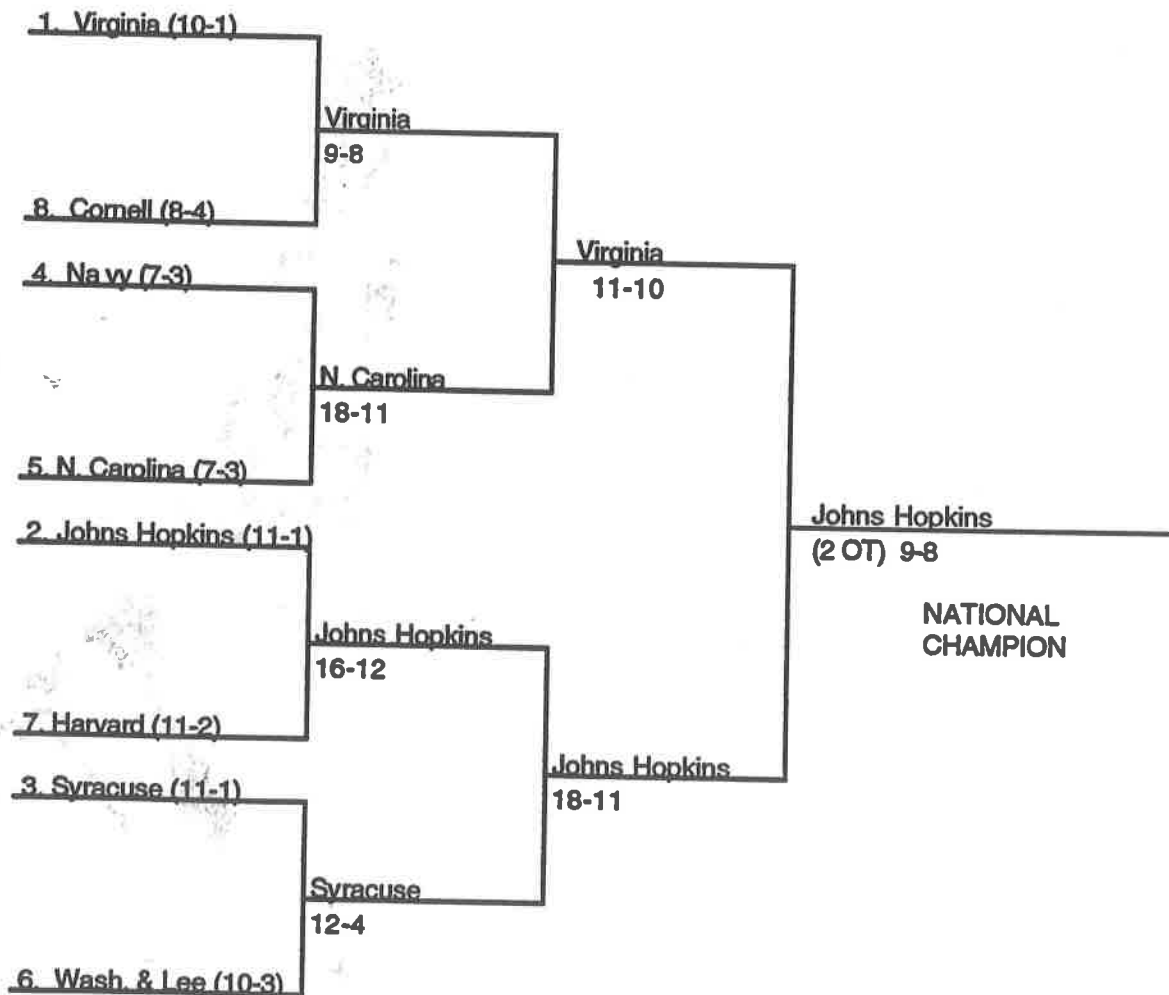 1. Virginia (10-1)
Virginia
9-8
8. Cornell (8-4)
Virginia
11-10
4. Navy (7-3)
N. Carolina
18-11
5. N. Carolina (7-3)
Johns Hopkins
(2 OT) 9-8
NATIONAL
CHAMPION
2. Johns Hopkins (11-1)
Johns Hopkins
16-12
7. Harvard (11-2)
Johns Hopkins
18-11
3. Syracuse (11-1)
Syracuse
12-4
6. Wash. & Lee (10-3)